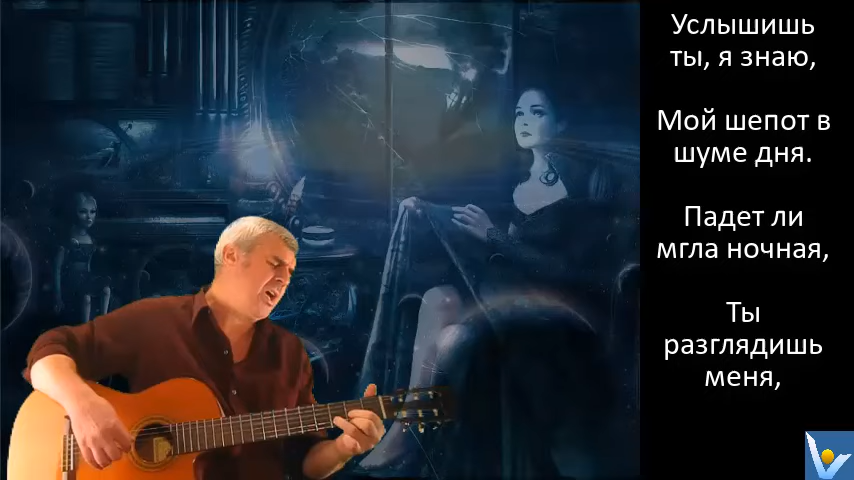 Услышишь
ты, я знаю,
Мой шепот в
шуме дня.
Падет ли
мгла ночная,
Ты
разглядишь
меня,